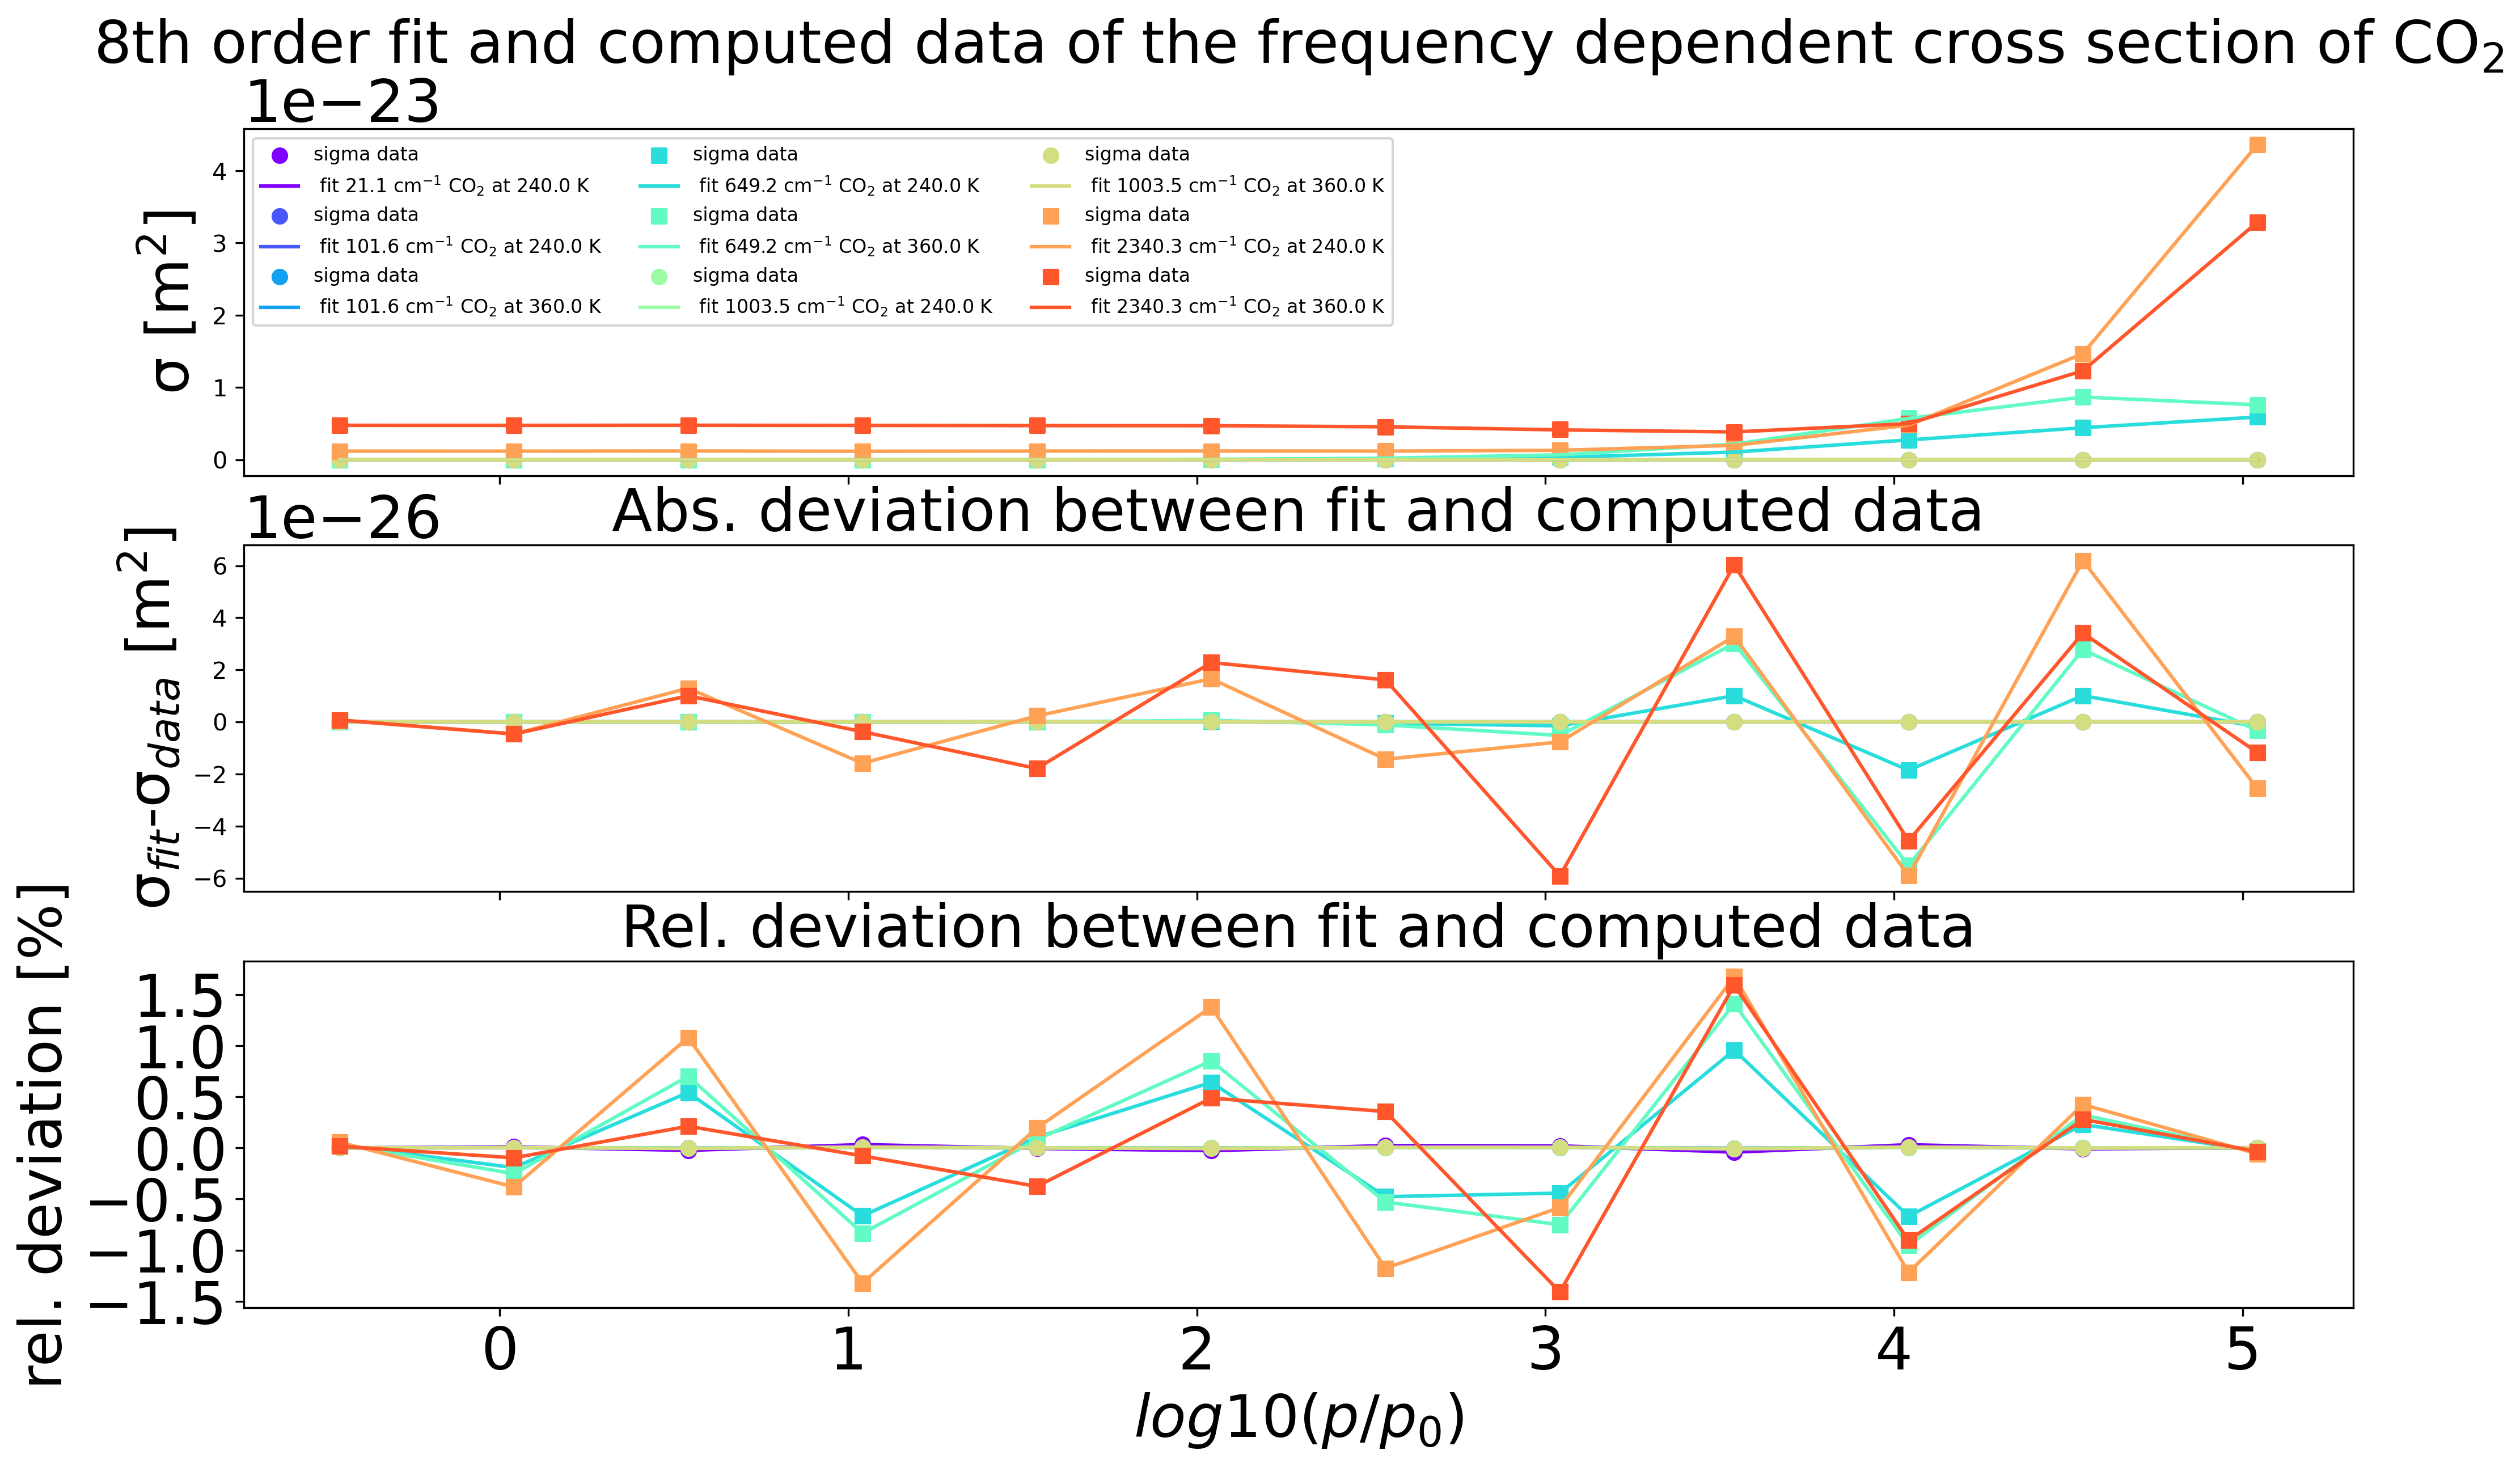 8th order fit and computed data of the frequency dependent cross section of CO₂
1e−23
σ [m²]
4
3
2
1
0
sigma data
fit 21.1 cm⁻¹ CO₂ at 240.0 K
sigma data
fit 101.6 cm⁻¹ CO₂ at 240.0 K
sigma data
fit 101.6 cm⁻¹ CO₂ at 360.0 K
sigma data
fit 649.2 cm⁻¹ CO₂ at 240.0 K
sigma data
fit 649.2 cm⁻¹ CO₂ at 360.0 K
sigma data
fit 1003.5 cm⁻¹ CO₂ at 240.0 K
sigma data
fit 1003.5 cm⁻¹ CO₂ at 360.0 K
sigma data
fit 2340.3 cm⁻¹ CO₂ at 240.0 K
sigma data
fit 2340.3 cm⁻¹ CO₂ at 360.0 K
Abs. deviation between fit and computed data
1e−26
σfit-σdata [m²]
6
4
2
0
−2
−4
−6
Rel. deviation between fit and computed data
rel. deviation [%]
1.5
1.0
0.5
0.0
−0.5
−1.0
−1.5
0 1 2 3 4 5
log10(p/p₀)